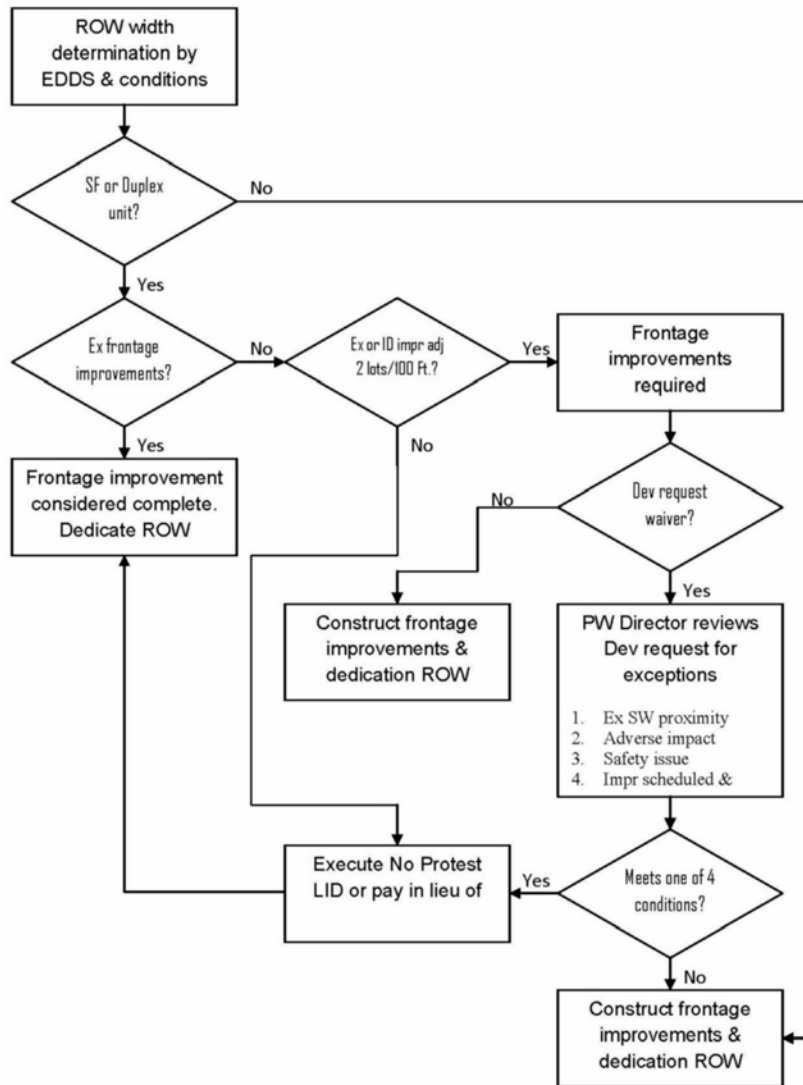 ROW width
determination by
EDDS & conditions
SF or Duplex
unit?
No
Yes
Ex frontage
improvements?
No
Ex or ID impr adj
2 lots/100 Ft.?
Yes
Frontage
improvements
required
Yes
No
Frontage improvement
considered complete.
Dedicate ROW
Dev request
waiver?
No
Yes
Construct frontage
improvements &
dedication ROW
PW Director reviews
Dev request for
exceptions
1. Ex SW proximity
2. Adverse impact
3. Safety issue
4. Impr scheduled &
Execute No Protest
LID or pay in lieu of
Yes
Meets one of 4
conditions?
No
Construct frontage
improvements &
dedication ROW